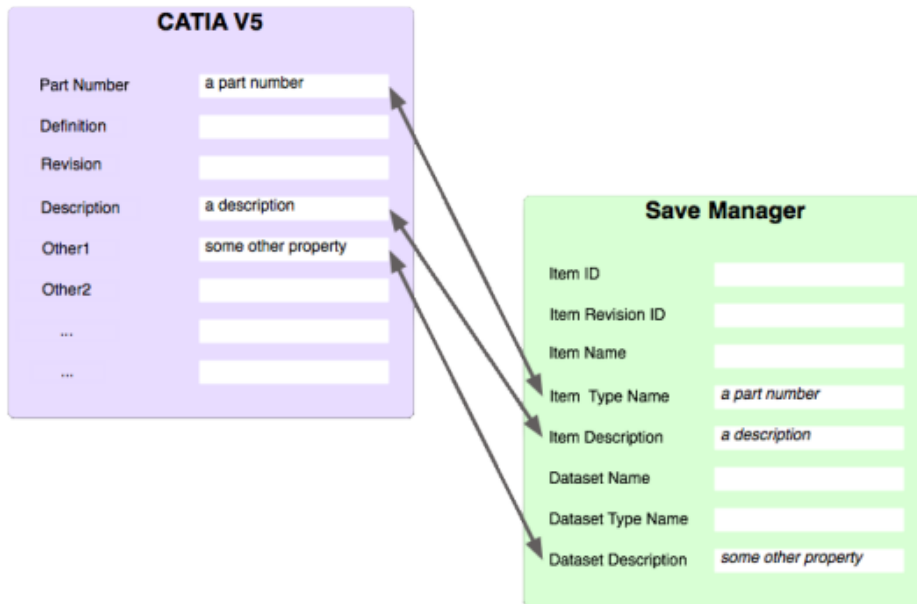 CATIA V5
Part Number a part number
Definition
Revision
Description a description
Other1 some other property
Other2
...
...
Save Manager
Item ID
Item Revision ID
Item Name
Item Type Name a part number
Item Description a description
Dataset Name
Dataset Type Name
Dataset Description some other property